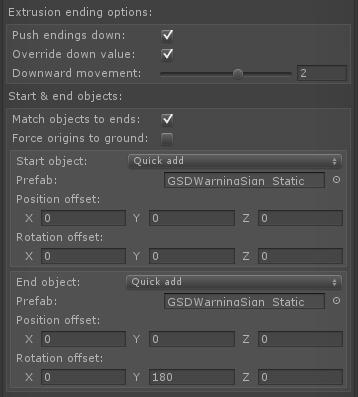 Extrusion ending options:
Push endings down:
Override down value:
Downward movement: 2
Start & end objects:
Match objects to ends:
Force origins to ground:
Start object: Quick add
Prefab: GSDWarningSign_Static
Position offset:
X 0 Y 0 Z 0
Rotation offset:
X 0 Y 0 Z 0
End object: Quick add
Prefab: GSDWarningSign_Static
Position offset:
X 0 Y 0 Z 0
Rotation offset:
X 0 Y 180 Z 0